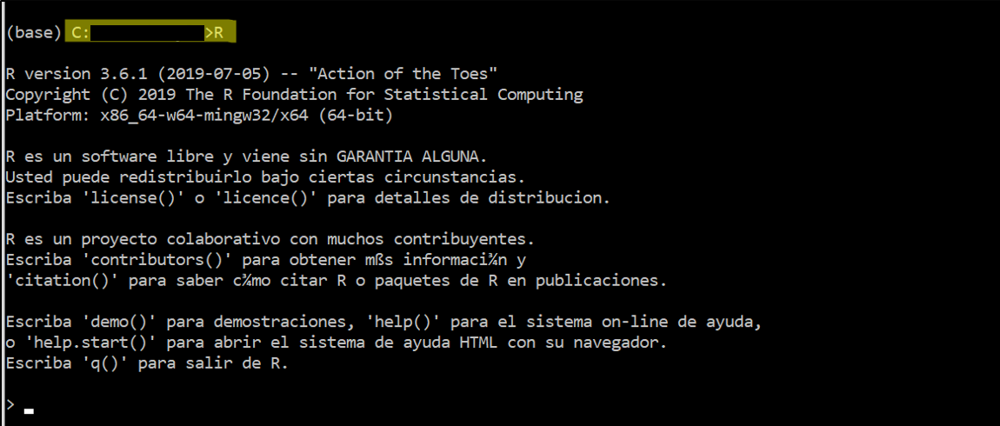 (base) C: >R
R version 3.6.1 (2019-07-05) -- "Action of the Toes"
Copyright (C) 2019 The R Foundation for Statistical Computing
Platform: x86_64-w64-mingw32/x64 (64-bit)
R es un software libre y viene sin GARANTIA ALGUNA.
Usted puede redistribuirlo bajo ciertas circunstancias.
Escriba 'license()' o 'licence()' para detalles de distribucion.
R es un proyecto colaborativo con muchos contribuyentes.
Escriba 'contributors()' para obtener mßs informaci¾n y
'citation()' para saber c¾mo citar R o paquetes de R en publicaciones.
Escriba 'demo()' para demostraciones, 'help()' para el sistema on-line de ayuda,
o 'help.start()' para abrir el sistema de ayuda HTML con su navegador.
Escriba 'q()' para salir de R.
>